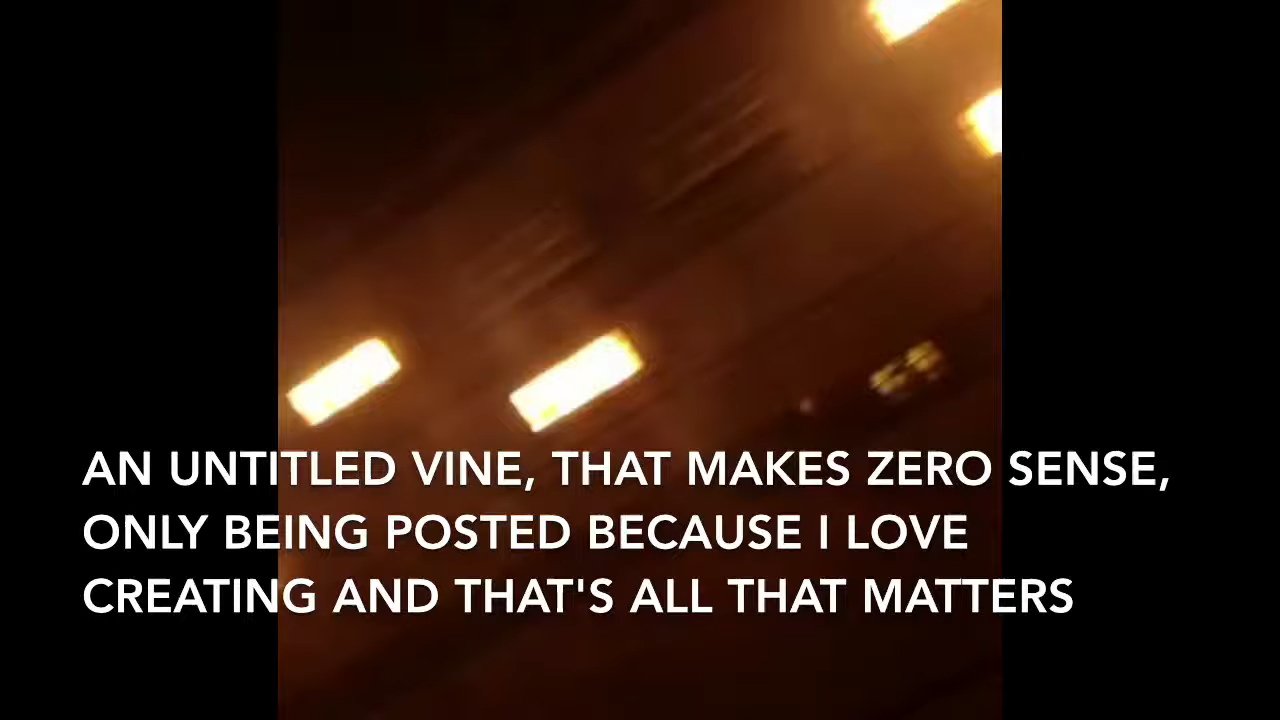 AN UNTITLED VINE, THAT MAKES ZERO SENSE,
ONLY BEING POSTED BECAUSE I LOVE
CREATING AND THAT'S ALL THAT MATTERS